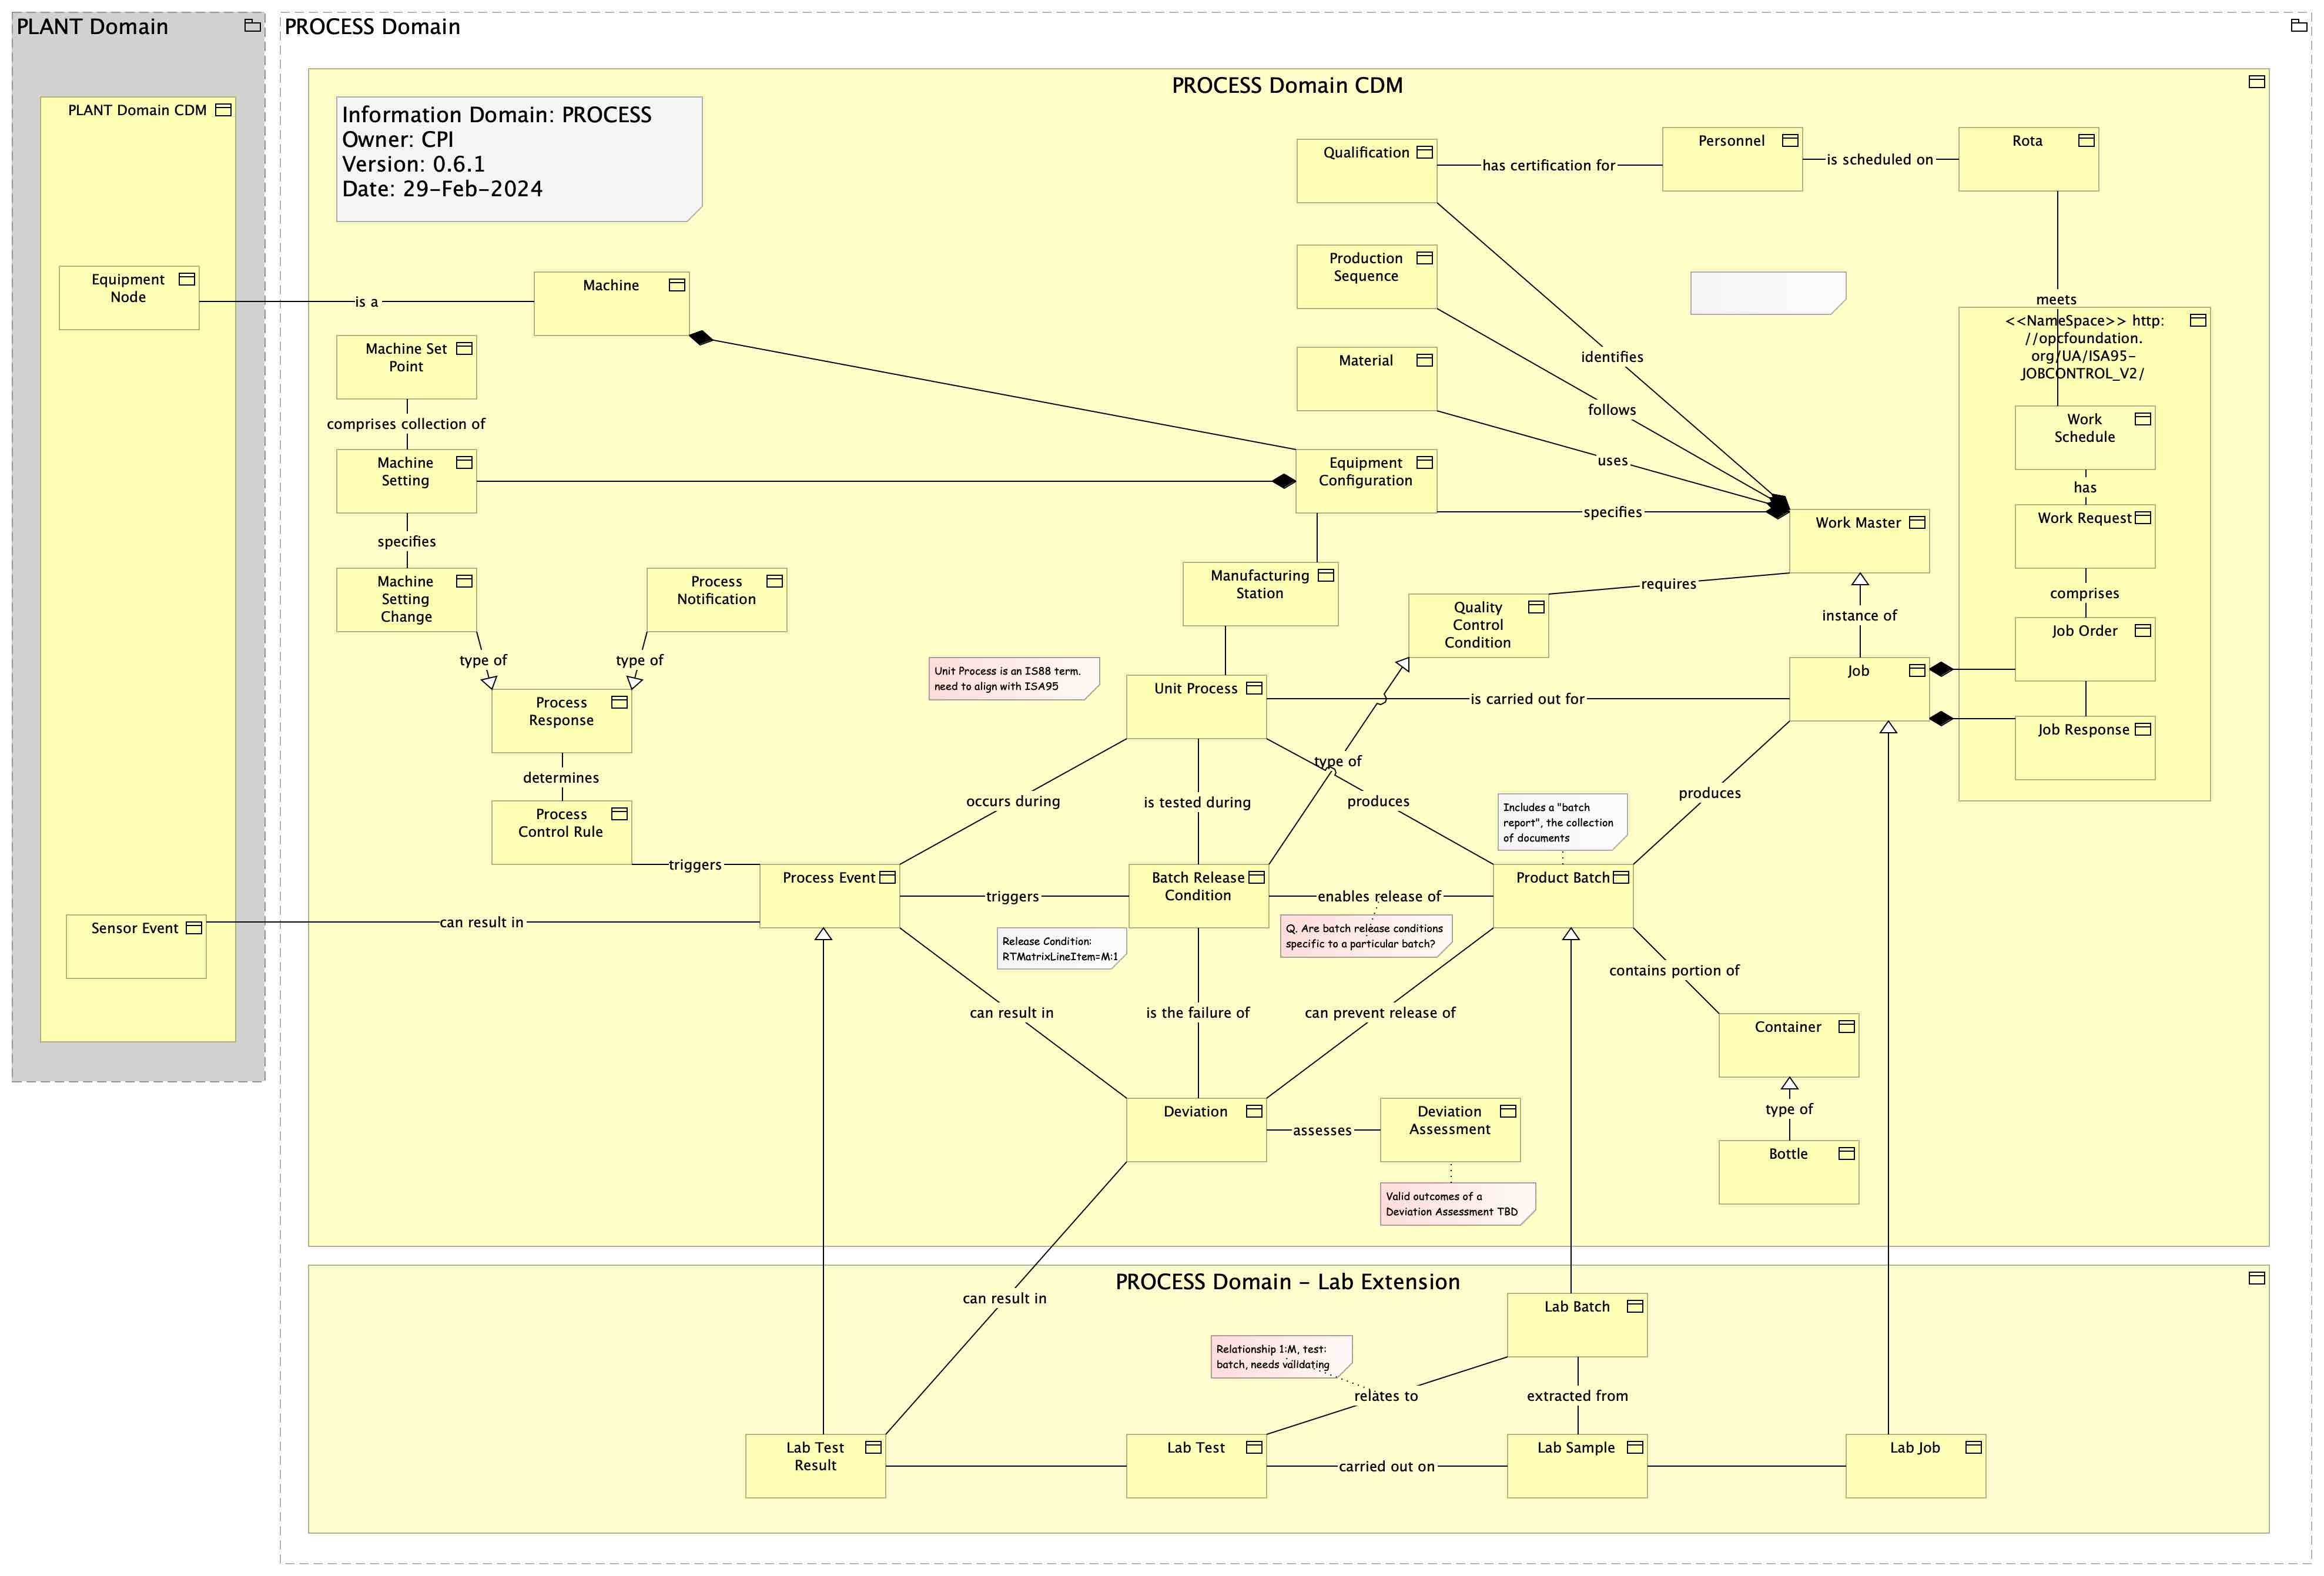 PLANT Domain
PROCESS Domain
PLANT Domain CDM
PROCESS Domain CDM
Information Domain: PROCESS
Owner: CPI
Version: 0.6.1
Date: 29-Feb-2024
Qualification
has certification for
Personnel
is scheduled on
Rota
Production
Sequence
Equipment
Node
is a
Machine
meets
<<NameSpace>> http:
//opcfoundation.
org/UA/ISA95-
JOBCONTROL_V2/
Machine Set
Point
Material
identifies
follows
uses
comprises collection of
Work
Schedule
Machine
Setting
Equipment
Configuration
specifies
Work Master
has
Work Request
specifies
Machine
Setting
Change
Process
Notification
Manufacturing
Station
Quality
Control
Condition
requires
instance of
comprises
Job Order
type of
type of
Unit Process is an IS88 term.
need to align with ISA95
Unit Process
is carried out for
Job
Process
Response
Job Response
determines
type of
occurs during
is tested during
produces
Includes a "batch
report", the collection
of documents
produces
Process
Control Rule
triggers
Process Event
triggers
Batch Release
Condition
enables release of
Product Batch
Sensor Event
can result in
Release Condition:
RTMatrixLineItem=M:1
Q. Are batch release conditions
specific to a particular batch?
contains portion of
can result in
is the failure of
can prevent release of
Container
Deviation
assesses
Deviation
Assessment
type of
Bottle
Valid outcomes of a
Deviation Assessment TBD
PROCESS Domain - Lab Extension
can result in
Lab Batch
Relationship 1:M, test:
batch, needs validating
relates to
extracted from
Lab Test
Result
Lab Test
carried out on
Lab Sample
Lab Job